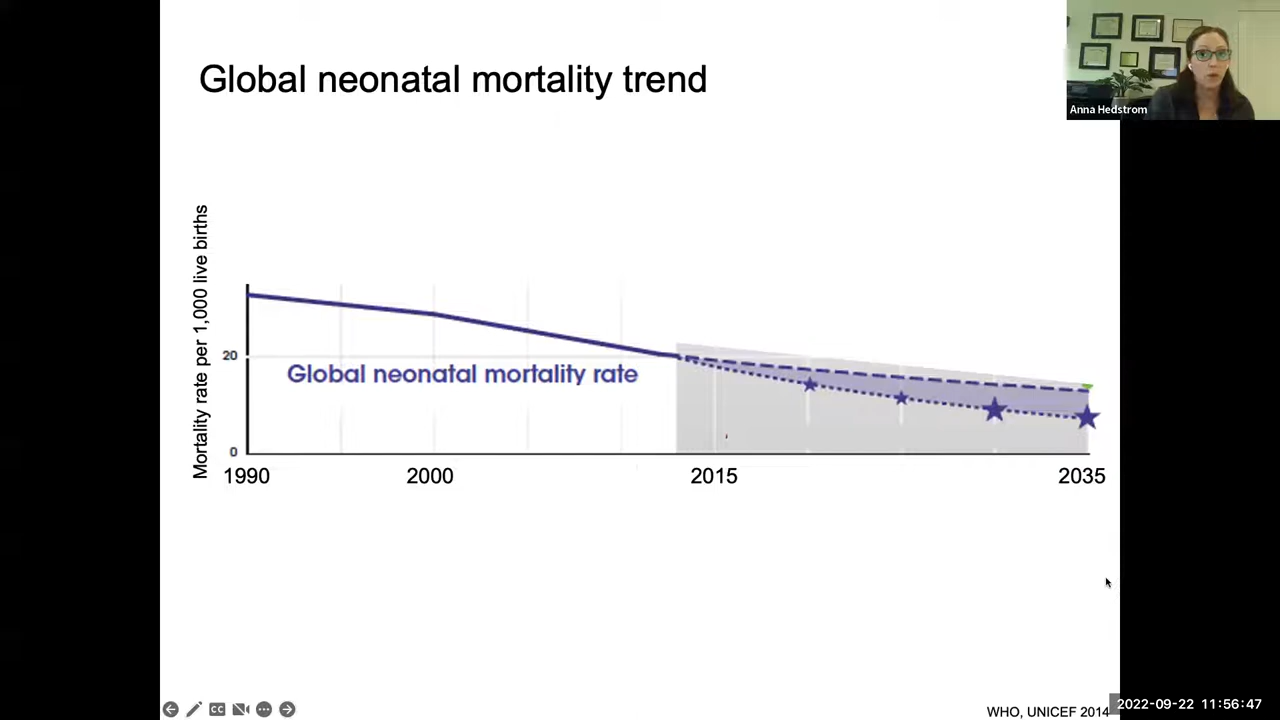 Global neonatal mortality trend
Anna Hedstrom
Mortality rate per 1,000 live births
20
Global neonatal mortality rate
0
1990
2000
2015
2035
CC
WHO, UNICEF 2014
2022-09-22 11:56:47